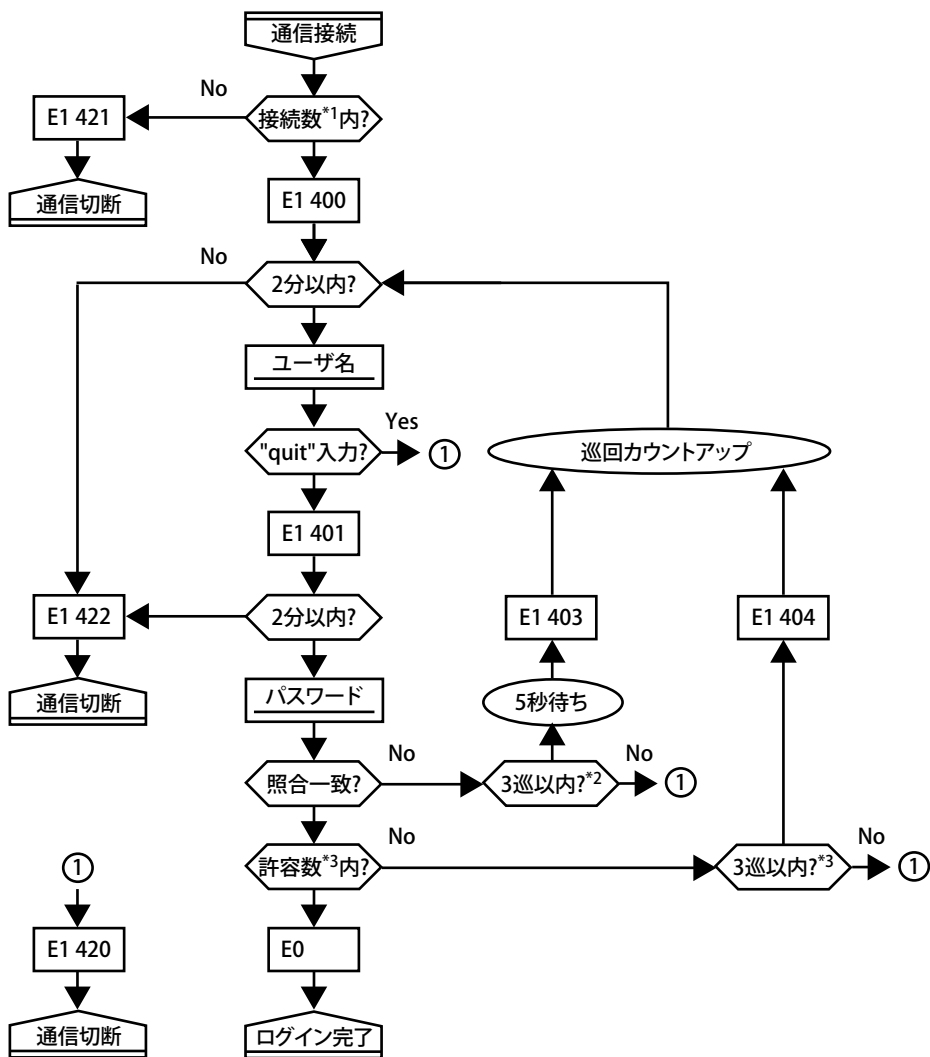 通信接続
No
接続数*1内?
E1 421
通信切断
E1 400
No
2分以内?
ユーザ名
"quit"入力?
Yes
①
巡回カウントアップ
E1 401
E1 422
2分以内?
E1 403
E1 404
通信切断
パスワード
5秒待ち
照合一致?
No
3巡以内?*2
No
①
許容数*3内?
No
3巡以内?*3
No
①
①
E1 420
E0
通信切断
ログイン完了